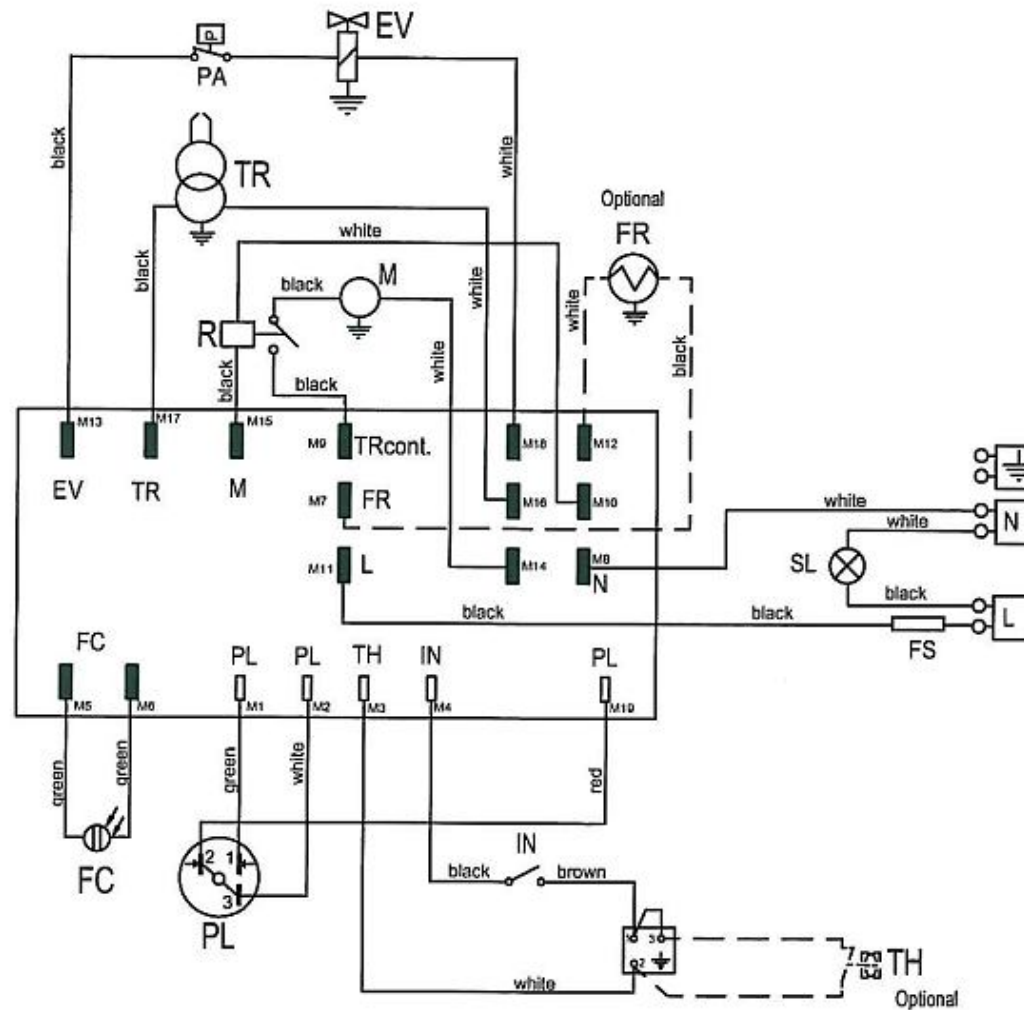 P
PA
EV
black
TR
white
Optional
FR
black
white
black
M
white
white
black
R
black
black
white
M13
M17
M15
M9
TRcont.
M18
M12
EV
TR
M
M7
FR
M16
M10
white
N
white
M11
L
M14
M8
N
SL
black
L
black
black
FS
FC
PL
PL
TH
IN
PL
M5
M6
M1
M2
M3
M4
M19
green
green
green
white
red
FC
2
1
3
PL
IN
black
brown
1
3
2
TH
white
Optional